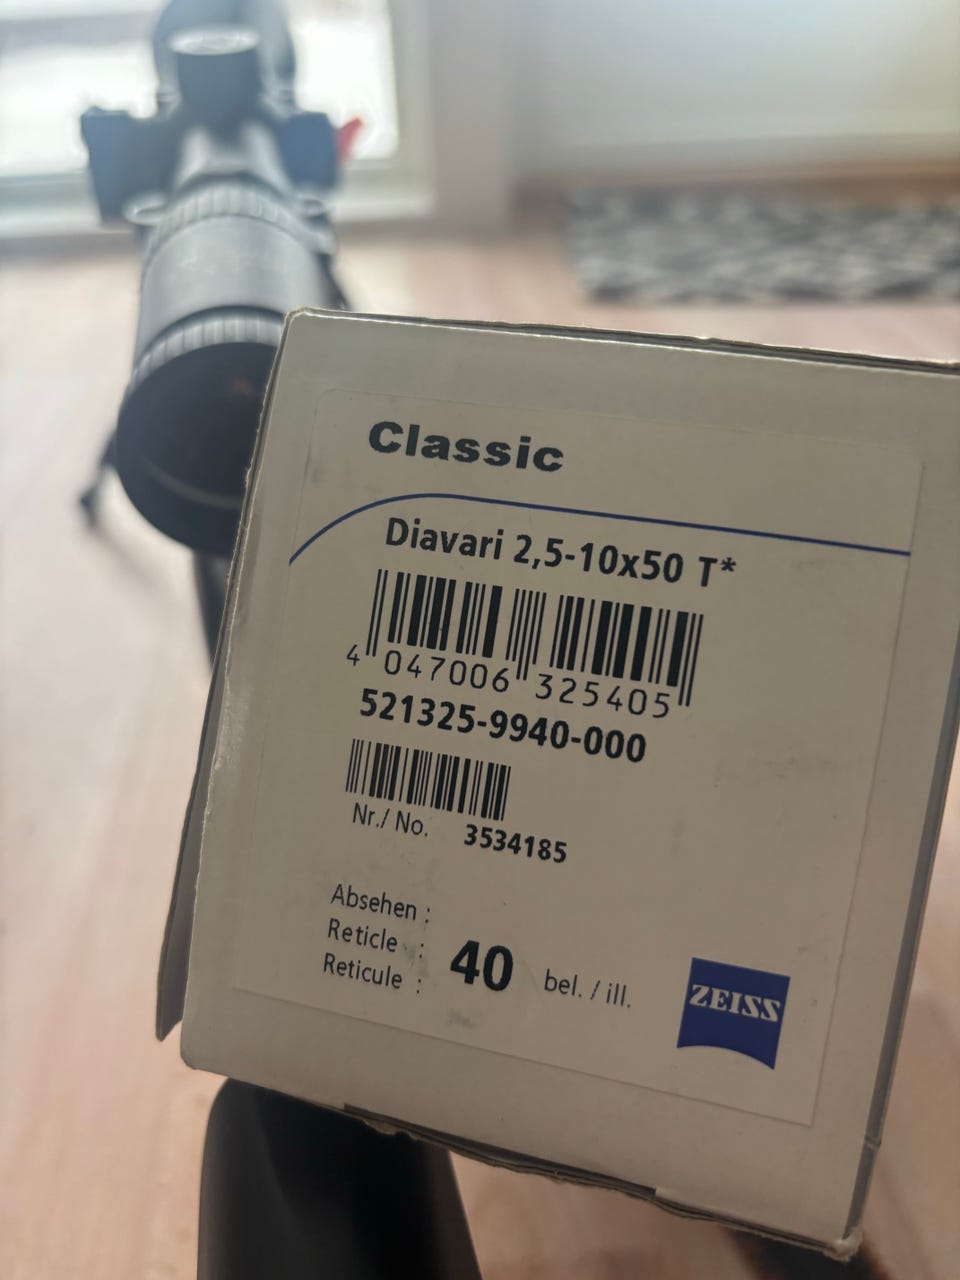 Classic
Diavari 2,5-10x50 T*
4 047006 325405
521325-9940-000
Nr./ No. 3534185
Absehen :
Reticle :
Reticule :
40 bel. / ill.
ZEISS